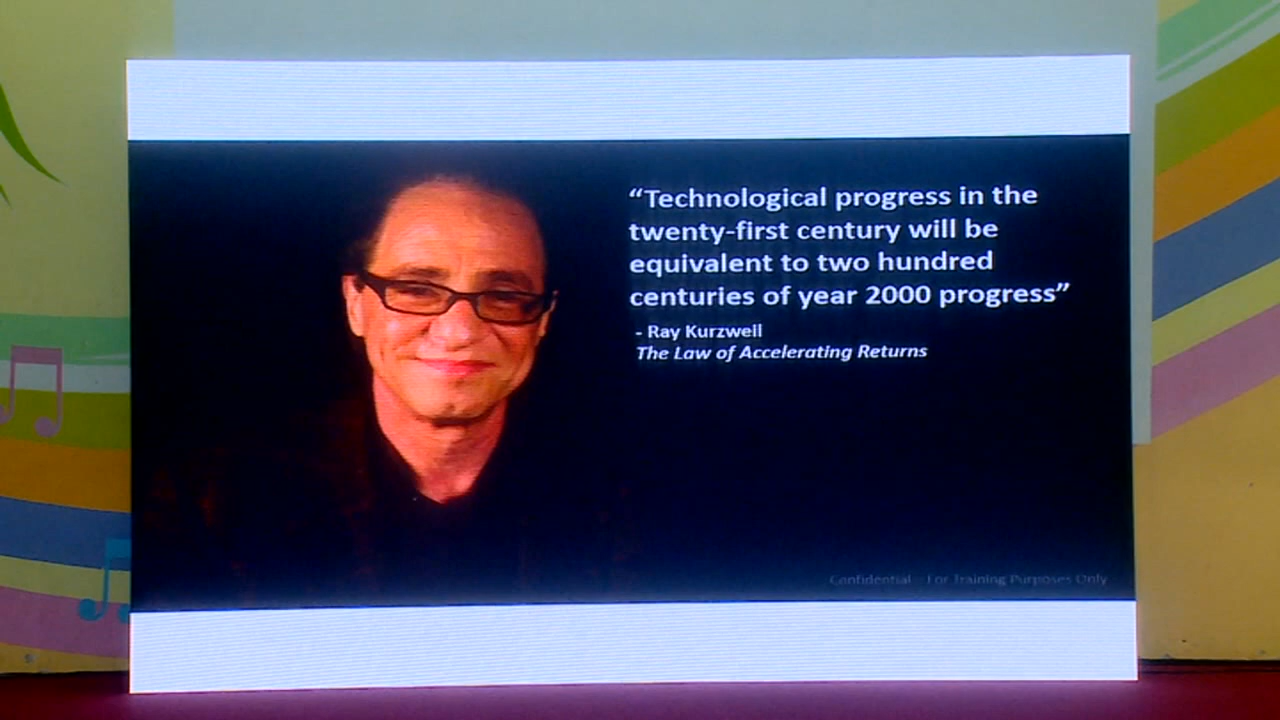 “Technological progress in the
twenty-first century will be
equivalent to two hundred
centuries of year 2000 progress”
- Ray Kurzweil
The Law of Accelerating Returns
Confidential - For Training Purposes Only